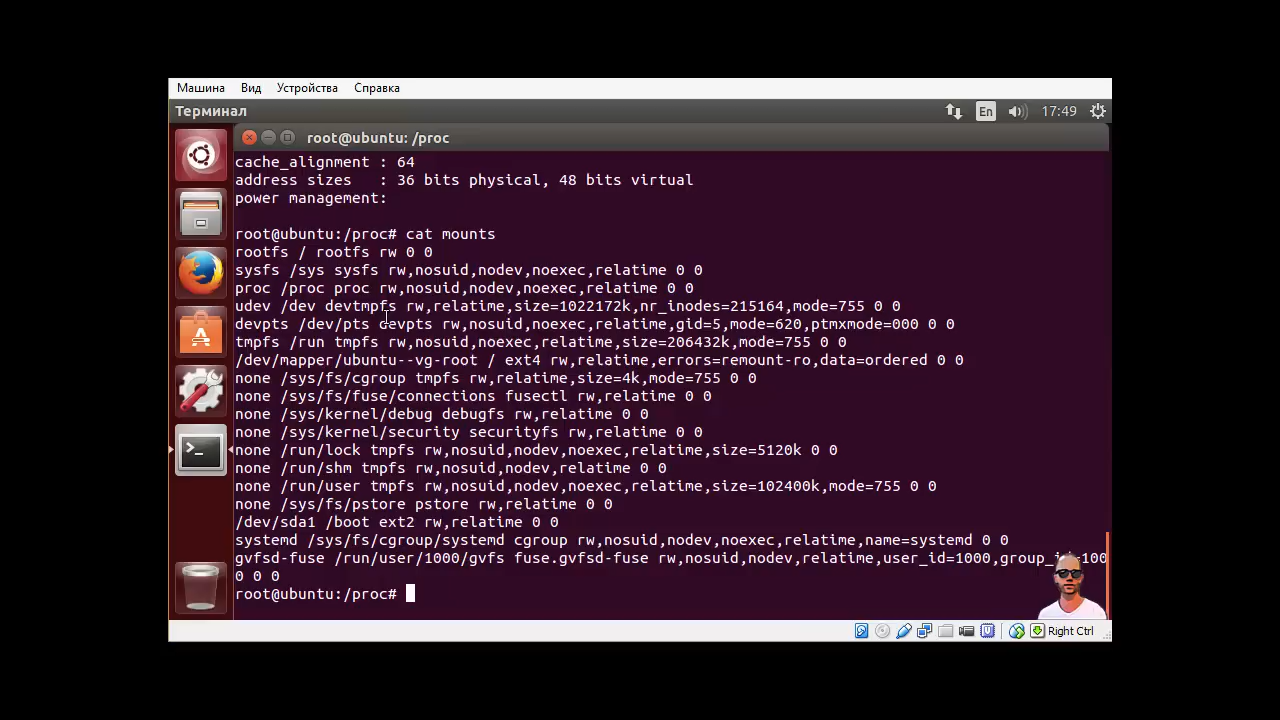 Машина Вид Устройства Справка
Терминал En 17:49
root@ubuntu: /proc
cache_alignment : 64
address sizes : 36 bits physical, 48 bits virtual
power management:
root@ubuntu:/proc# cat mounts
rootfs / rootfs rw 0 0
sysfs /sys sysfs rw,nosuid,nodev,noexec,relatime 0 0
proc /proc proc rw,nosuid,nodev,noexec,relatime 0 0
udev /dev devtmpfs rw,relatime,size=1022172k,nr_inodes=215164,mode=755 0 0
devpts /dev/pts devpts rw,nosuid,noexec,relatime,gid=5,mode=620,ptmxmode=000 0 0
tmpfs /run tmpfs rw,nosuid,noexec,relatime,size=206432k,mode=755 0 0
/dev/mapper/ubuntu--vg-root / ext4 rw,relatime,errors=remount-ro,data=ordered 0 0
none /sys/fs/cgroup tmpfs rw,relatime,size=4k,mode=755 0 0
none /sys/fs/fuse/connections fusectl rw,relatime 0 0
none /sys/kernel/debug debugfs rw,relatime 0 0
none /sys/kernel/security securityfs rw,relatime 0 0
none /run/lock tmpfs rw,nosuid,nodev,noexec,relatime,size=5120k 0 0
none /run/shm tmpfs rw,nosuid,nodev,relatime 0 0
none /run/user tmpfs rw,nosuid,nodev,noexec,relatime,size=102400k,mode=755 0 0
none /sys/fs/pstore pstore rw,relatime 0 0
/dev/sda1 /boot ext2 rw,relatime 0 0
systemd /sys/fs/cgroup/systemd cgroup rw,nosuid,nodev,noexec,relatime,name=systemd 0 0
gvfsd-fuse /run/user/1000/gvfs fuse.gvfsd-fuse rw,nosuid,nodev,relatime,user_id=1000,group_id=100
0 0 0
root@ubuntu:/proc#
Right Ctrl